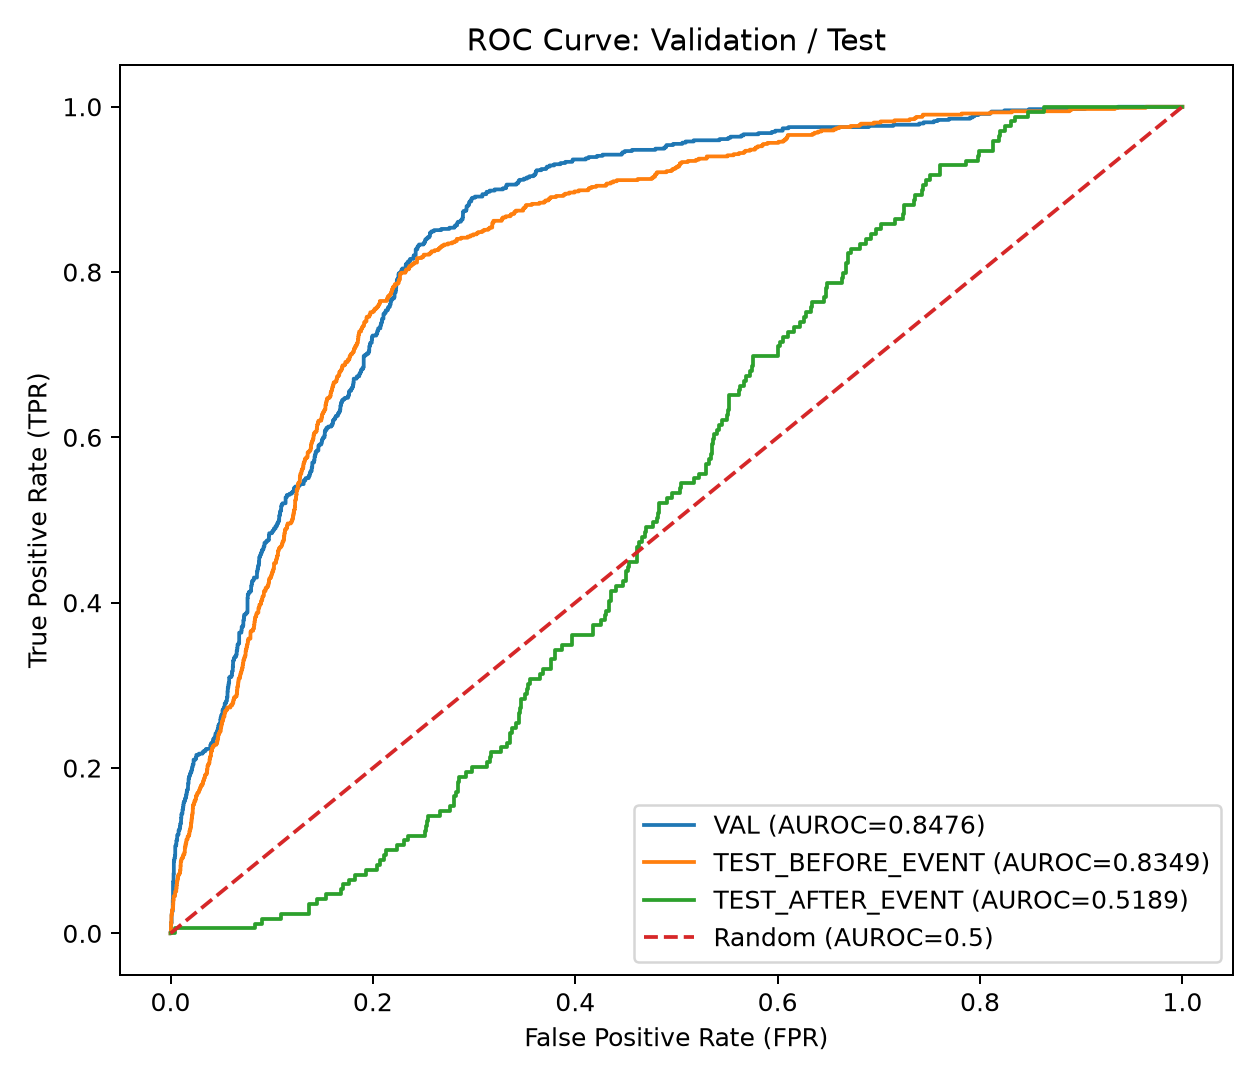 ROC Curve: Validation / Test
True Positive Rate (TPR)
1.0
0.8
0.6
0.4
0.2
0.0
VAL (AUROC=0.8476)
TEST_BEFORE_EVENT (AUROC=0.8349)
TEST_AFTER_EVENT (AUROC=0.5189)
Random (AUROC=0.5)
0.0 0.2 0.4 0.6 0.8 1.0
False Positive Rate (FPR)